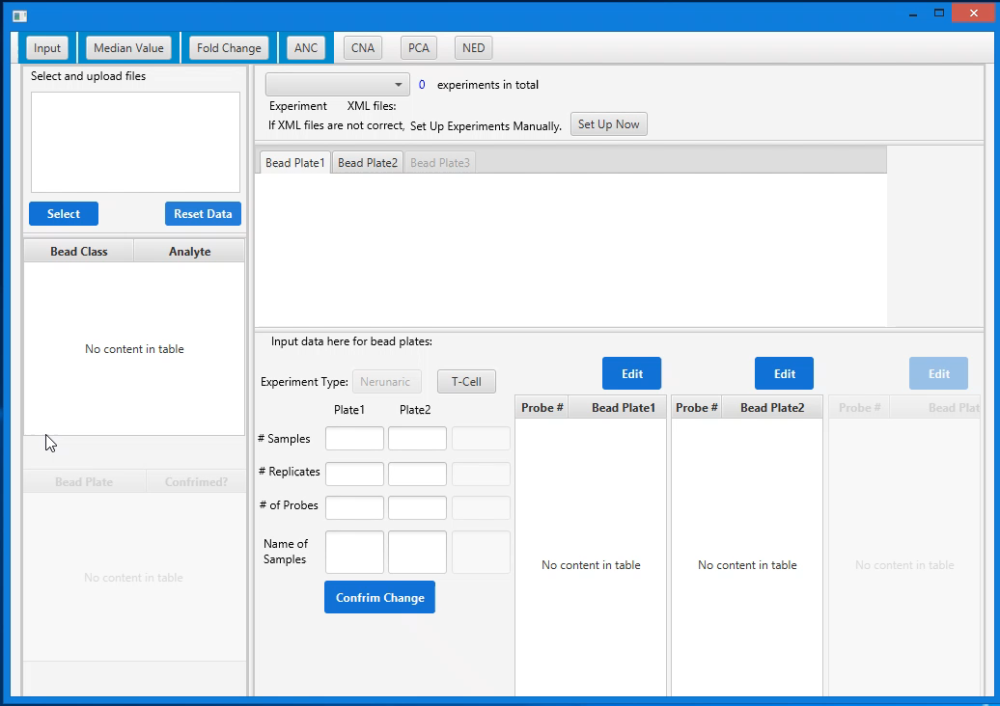 Input Median Value Fold Change ANC CNA PCA NED
Select and upload files
Select Reset Data
Bead Class Analyte
No content in table
Bead Plate Confrimed?
No content in table
0 experiments in total
Experiment XML files:
If XML files are not correct, Set Up Experiments Manually. Set Up Now
Bead Plate1 Bead Plate2 Bead Plate3
Input data here for bead plates:
Experiment Type: Nerunaric T-Cell
Plate1 Plate2
# Samples
# Replicates
# of Probes
Name of
Samples
Confrim Change
Edit Edit Edit
Probe # Bead Plate1 Probe # Bead Plate2 Probe # Bead Plat
No content in table No content in table No content in table